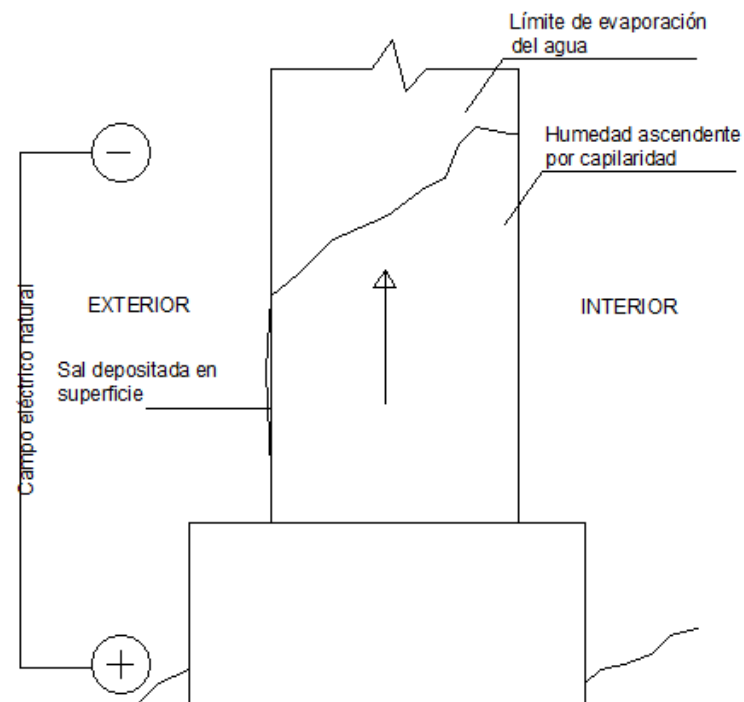 Límite de evaporación
del agua
Humedad ascendente
por capilaridad
EXTERIOR
INTERIOR
Sal depositada en
superficie
Campo eléctrico natural